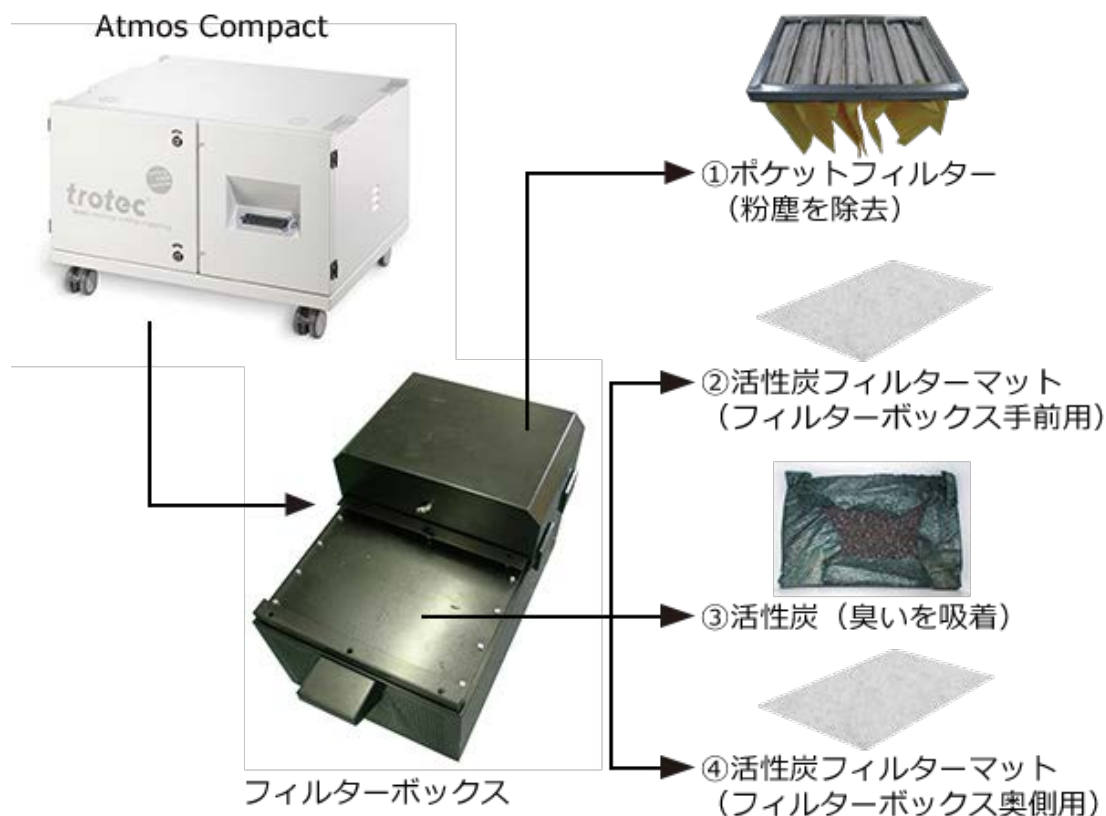 Atmos Compact
trotec
①ポケットフィルター
(粉塵を除去)
②活性炭フィルターマット
(フィルターボックス手前用)
③活性炭(臭いを吸着)
④活性炭フィルターマット
(フィルターボックス奥側用)
フィルターボックス